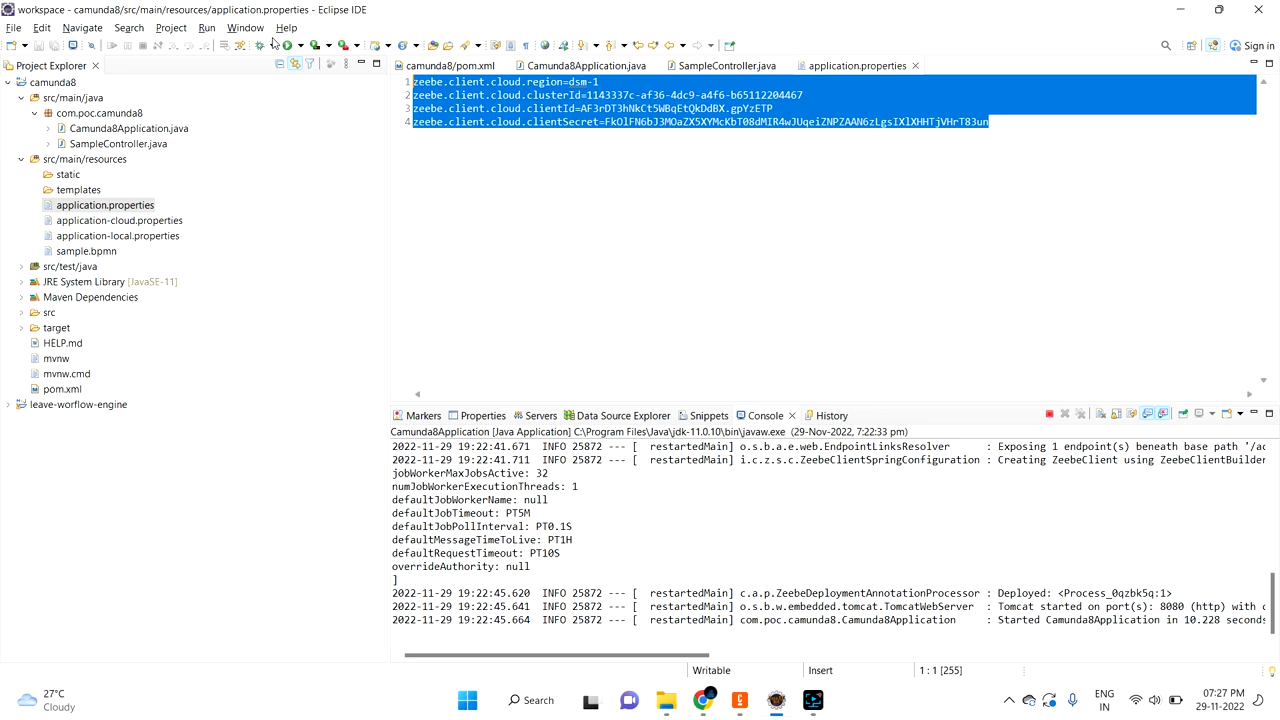 workspace - camunda8/src/main/resources/application.properties - Eclipse IDE
File Edit Navigate Search Project Run Window Help
Sign in
Project Explorer
camunda8/pom.xml
Camunda8Application.java
SampleController.java
application.properties
camunda8
src/main/java
com.poc.camunda8
Camunda8Application.java
SampleController.java
src/main/resources
static
templates
application.properties
application-cloud.properties
application-local.properties
sample.bpmn
src/test/java
JRE System Library [JavaSE-11]
Maven Dependencies
src
target
HELP.md
mvnw
mvnw.cmd
pom.xml
leave-worflow-engine
1 zeebe.client.cloud.region=dsm-1
2 zeebe.client.cloud.clusterId=1143337c-af36-4dc9-a4f6-b65112204467
3 zeebe.client.cloud.clientId=AF3rDT3hNkCt5WBqEtQkDdBX.gpYzETP
4 zeebe.client.cloud.clientSecret=FkOlFN6bJ3MOaZX5XYMcKbT08dMIR4wJUqeiZNPZAAN6zLgsIXlXHHTjVHrT83un
Markers Properties Servers Data Source Explorer Snippets Console History
Camunda8Application [Java Application] C:\Program Files\Java\jdk-11.0.10\bin\javaw.exe (29-Nov-2022, 7:22:33 pm)
2022-11-29 19:22:41.671 INFO 25872 --- [ restartedMain] o.s.b.a.e.web.EndpointLinksResolver : Exposing 1 endpoint(s) beneath base path '/ac
2022-11-29 19:22:41.711 INFO 25872 --- [ restartedMain] i.c.z.s.c.ZeebeClientSpringConfiguration : Creating ZeebeClient using ZeebeClientBuilder
jobWorkerMaxJobsActive: 32
numJobWorkerExecutionThreads: 1
defaultJobWorkerName: null
defaultJobTimeout: PT5M
defaultJobPollInterval: PT0.1S
defaultMessageTimeToLive: PT1H
defaultRequestTimeout: PT10S
overrideAuthority: null
]
2022-11-29 19:22:45.620 INFO 25872 --- [ restartedMain] c.a.p.ZeebeDeploymentAnnotationProcessor : Deployed: <Process_0qzbk5q:1>
2022-11-29 19:22:45.641 INFO 25872 --- [ restartedMain] o.s.b.w.embedded.tomcat.TomcatWebServer : Tomcat started on port(s): 8080 (http) with c
2022-11-29 19:22:45.664 INFO 25872 --- [ restartedMain] com.poc.camunda8.Camunda8Application : Started Camunda8Application in 10.228 seconds
Writable Insert 1 : 1 [255]
27°C
Cloudy
Search
ENG
IN
07:27 PM
29-11-2022